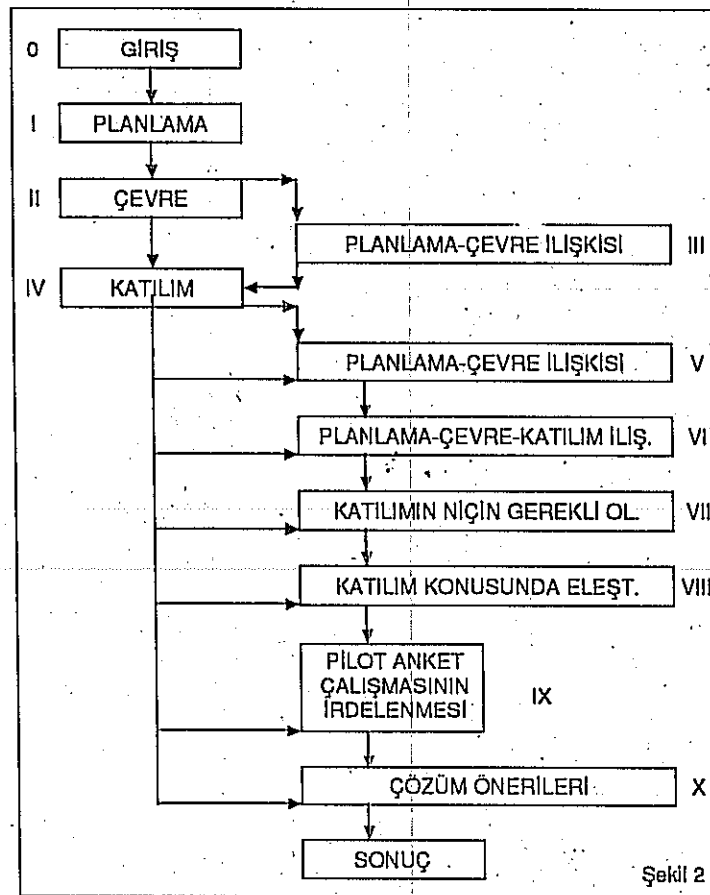 0 GİRİŞ
I PLANLAMA
II ÇEVRE
PLANLAMA-ÇEVRE İLİŞKİSİ III
IV KATILIM
PLANLAMA-ÇEVRE İLİŞKİSİ V
PLANLAMA-ÇEVRE-KATILIM İLİŞ. VI
KATILIMIN NİÇİN GEREKLİ OL. VII
KATILIM KONUSUNDA ELEŞT. VIII
PİLOT ANKET
ÇALIŞMASININ
İRDELENMESİ
IX
ÇÖZÜM ÖNERİLERİ X
SONUÇ
Şekil 2